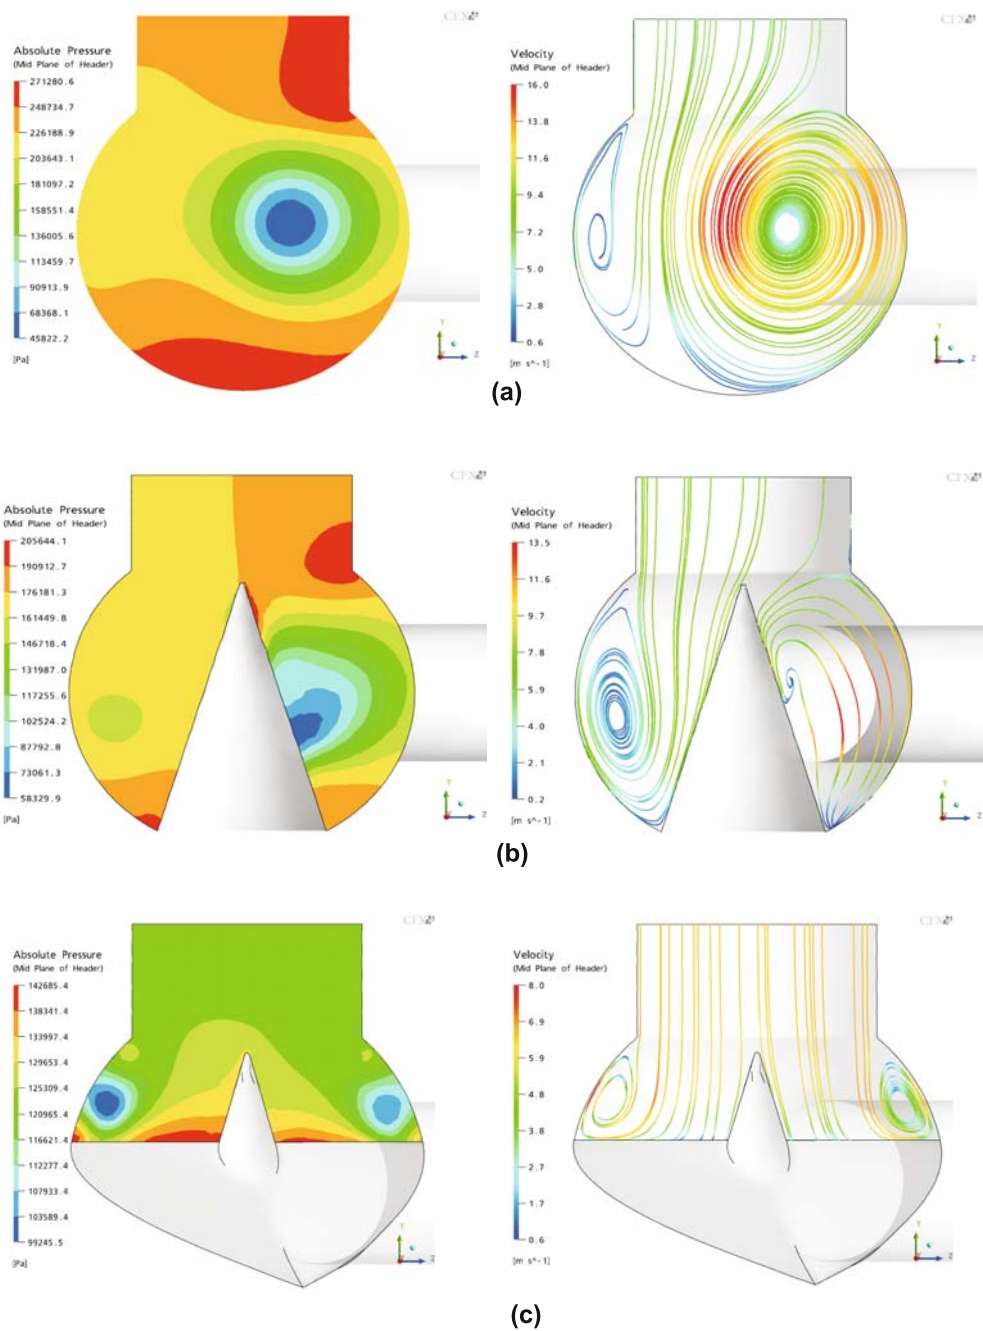 CFX
Absolute Pressure
(Mid Plane of Header)
271280.6
248734.7
226188.9
203643.1
181097.2
158551.4
136005.6
113459.7
90913.9
68368.1
45822.2
[Pa]
Y
Z
CFX
Velocity
(Mid Plane of Header)
16.0
13.8
11.6
9.4
7.2
5.0
2.8
0.6
[m s^-1]
Y
Z
(a)
CFX
Absolute Pressure
(Mid Plane of Header)
205644.1
190912.7
176181.3
161449.8
146718.4
131987.0
117255.6
102524.2
87792.8
73061.3
58329.9
[Pa]
Y
Z
CFX
Velocity
(Mid Plane of Header)
13.5
11.6
9.7
7.8
5.9
4.0
2.1
0.2
[m s^-1]
Y
Z
(b)
CFX
Absolute Pressure
(Mid Plane of Header)
142685.4
138341.4
133997.4
129653.4
125309.4
120965.4
116621.4
112277.4
107933.4
103589.4
99245.5
[Pa]
Y
Z
CFX
Velocity
(Mid Plane of Header)
8.0
6.9
5.9
4.8
3.8
2.7
1.7
0.6
[m s^-1]
Y
Z
(c)